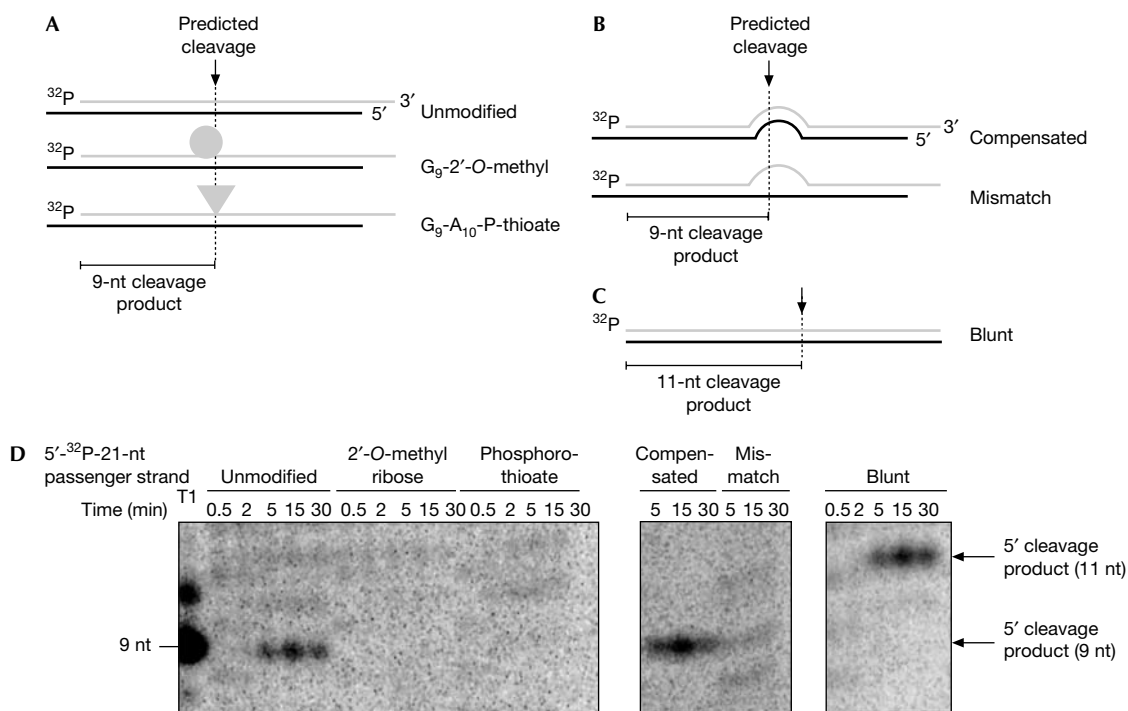 A
Predicted
cleavage
32P
3′
5′
Unmodified
32P
G9-2′-O-methyl
32P
G9-A10-P-thioate
9-nt cleavage
product
B
Predicted
cleavage
32P
3′
5′
Compensated
32P
Mismatch
9-nt cleavage
product
C
32P
Blunt
11-nt cleavage
product
D
5′-32P-21-nt
passenger strand
Unmodified
2′-O-methyl
ribose
Phosphoro-
thioate
Compen-
sated
Mis-
match
Blunt
T1
Time (min)
0.5 2 5 15 30 0.5 2 5 15 30 0.5 2 5 15 30
5 15 30 5 15 30
0.5 2 5 15 30
9 nt
5′ cleavage
product (11 nt)
5′ cleavage
product (9 nt)